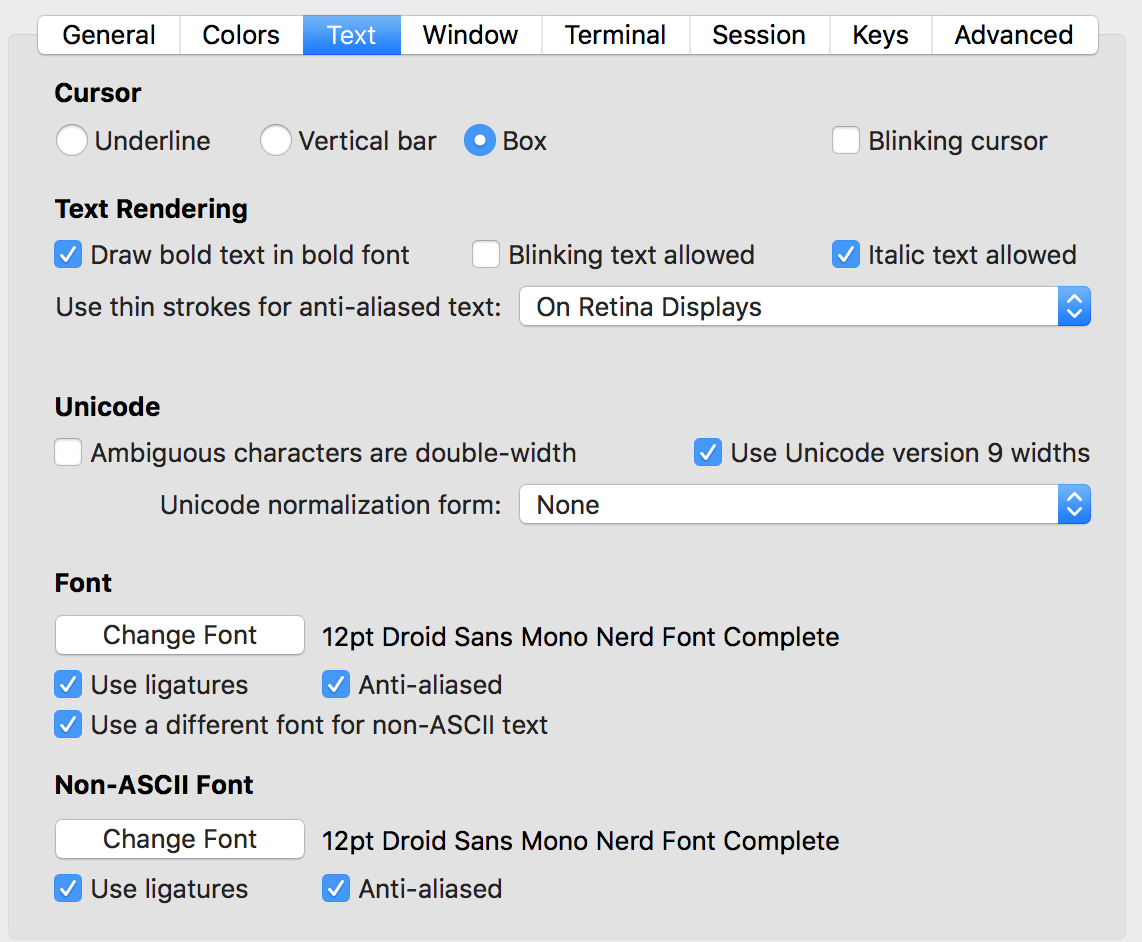 General Colors Text Window Terminal Session Keys Advanced
Cursor
Underline Vertical bar Box Blinking cursor
Text Rendering
Draw bold text in bold font Blinking text allowed Italic text allowed
Use thin strokes for anti-aliased text: On Retina Displays
Unicode
Ambiguous characters are double-width Use Unicode version 9 widths
Unicode normalization form: None
Font
Change Font 12pt Droid Sans Mono Nerd Font Complete
Use ligatures Anti-aliased
Use a different font for non-ASCII text
Non-ASCII Font
Change Font 12pt Droid Sans Mono Nerd Font Complete
Use ligatures Anti-aliased